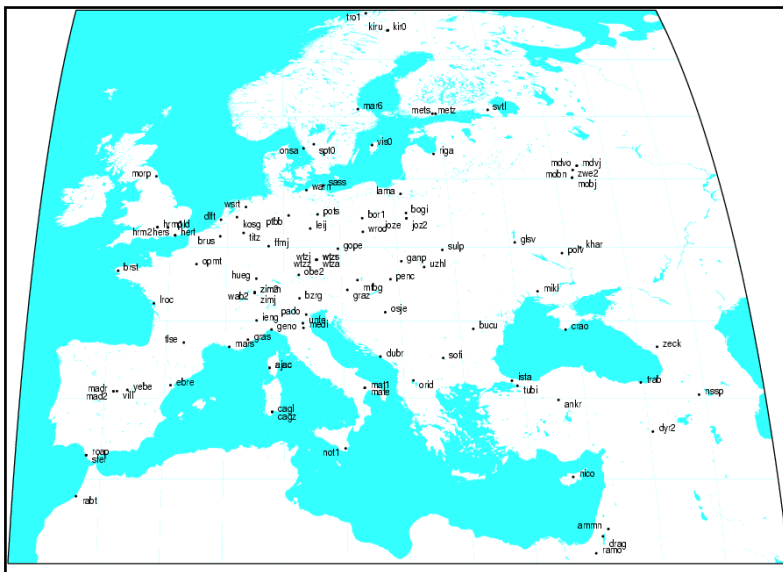 tro1
kiru kir0
mar6
mets metz
svtl
onsa spt0
vis0
riga
mdvo mdvj
mobn zwe2
mobj
morp
warn sass
lama
wsrt
dlft
kosg
ptbb pots
leij
bor1
wroc
bogi
joze joz2
hers
hrm2 hert
brus titz
ffmj
gope
sulp
glsv
poltv khar
opmt
brst
wtzj wtzs
wtzz wtza
obe2
ganp uzhl
penc
mikl
hueg
wab2 zimj
bzrg
graz
osje
lroc
ieng
pado
geno medi
bucu
crao
zeck
tlse
mars gras
dubr
sofi
ajac
ebre
madr yebe
mad2 vill
mat1
mate
orid
ista
tubi
trab
nssp
ankr
cagl
cagz
dyr2
not1
roap
sfer
nico
rabt
ammn
drag
ramo